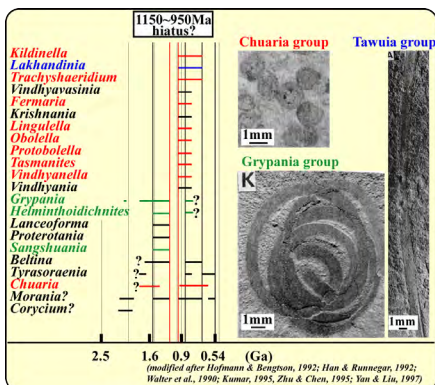 1150~950Ma
hiatus?
Chuaria group
Tawuia group
Kildinella
Lakhandinia
Trachyshaeridium
Vindhyavasinia
Fermaria
Krishnania
Lingulella
Obolella
Protobolella
Tasmanites
Vindhyanella
Vindhyania
Grypania
Helminthoidichnites
Lanceoforma
Proterotania
Sangshuania
Beltina
Tyrasoraenia
Chuaria
Morania?
Corycium?
?
?
?
?
?
1mm
Grypania group
K
1mm
A
1mm
2.5 1.6 0.9 0.54 (Ga)
(modified after Hofmann & Bengtson, 1992; Han & Runnegar, 1992;
Walter et al., 1990; Kumar, 1995, Zhu & Chen, 1995; Yan & Liu, 1997)